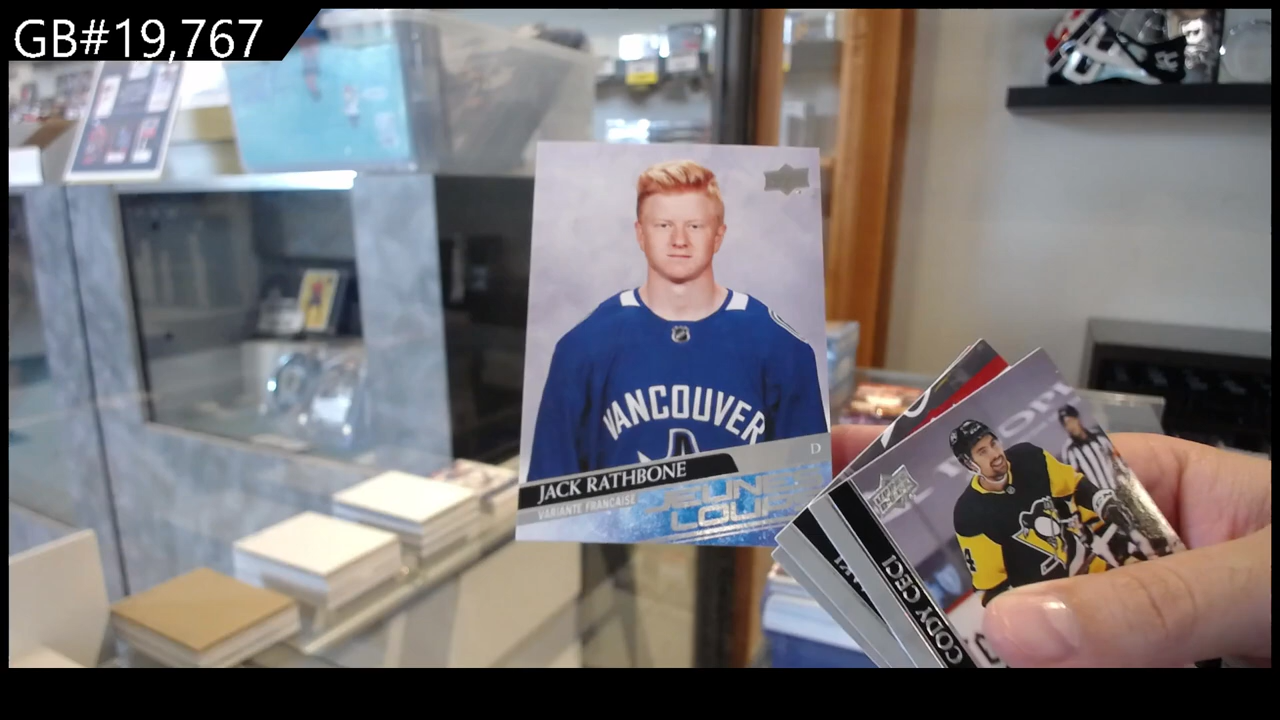 GB#19,767
VANCOUVER
D
JACK RATHBONE
VARIANTE FRANÇAISE
JEUNES
LOUPS
CODY CECI